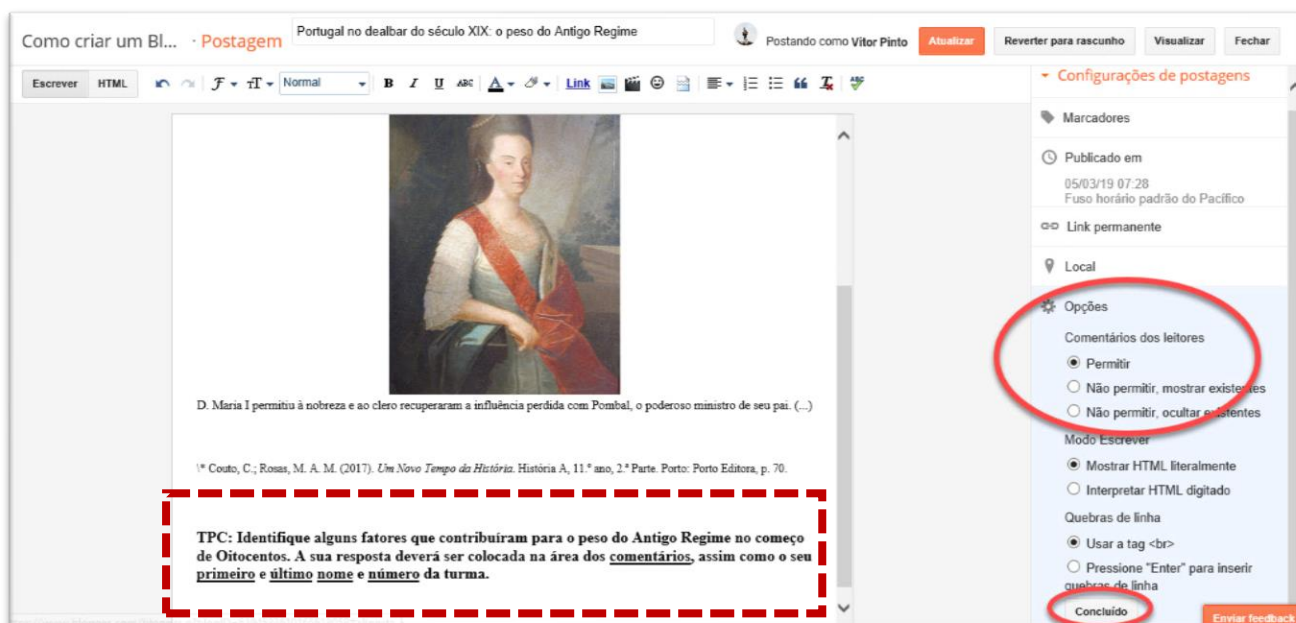 Como criar um Bl... · Postagem
Portugal no dealbar do século XIX: o peso do Antigo Regime
Postando como Vitor Pinto
Atualizar
Reverter para rascunho
Visualizar
Fechar
Escrever
HTML
Normal
B I U ABC A
Link
D. Maria I permitiu à nobreza e ao clero recuperaram a influência perdida com Pombal, o poderoso ministro de seu pai. (...)
\* Couto, C.; Rosas, M. A. M. (2017). Um Novo Tempo da História. História A, 11.º ano, 2.ª Parte. Porto: Porto Editora, p. 70.
TPC: Identifique alguns fatores que contribuíram para o peso do Antigo Regime no começo
de Oitocentos. A sua resposta deverá ser colocada na área dos comentários, assim como o seu
primeiro e último nome e número da turma.
Configurações de postagens
Marcadores
Publicado em
05/03/19 07:28
Fuso horário padrão do Pacífico
Link permanente
Local
Opções
Comentários dos leitores
Permitir
Não permitir, mostrar existentes
Não permitir, ocultar existentes
Modo Escrever
Mostrar HTML literalmente
Interpretar HTML digitado
Quebras de linha
Usar a tag <br>
Pressione "Enter" para inserir
quebras de linha
Concluído
Enviar feedback